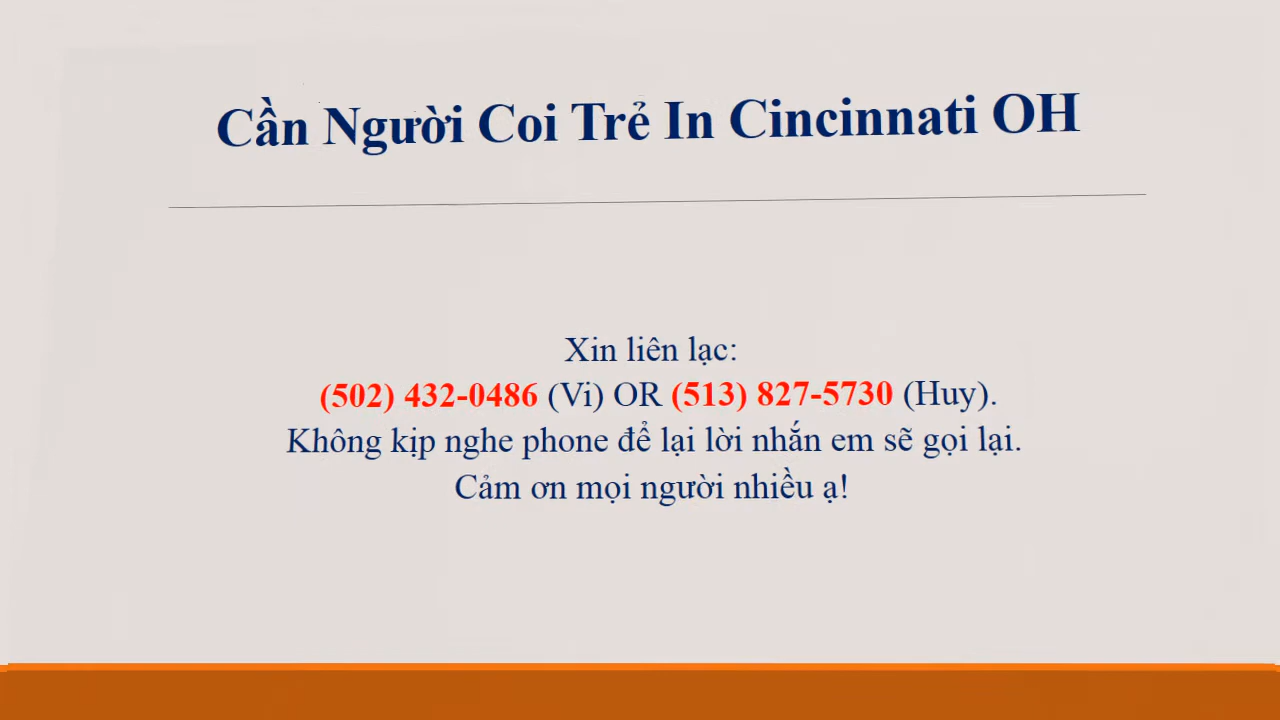 Cần Người Coi Trẻ In Cincinnati OH
Xin liên lạc:
(502) 432-0486 (Vi) OR (513) 827-5730 (Huy).
Không kịp nghe phone để lại lời nhắn em sẽ gọi lại.
Cảm ơn mọi người nhiều ạ!